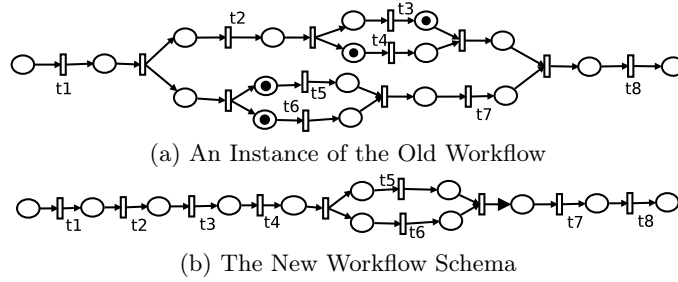 t3
t2
t4
t1
t5
t6
t7
t8
(a) An Instance of the Old Workflow
t5
t1 t2 t3 t4 t6 t7 t8
(b) The New Workflow Schema